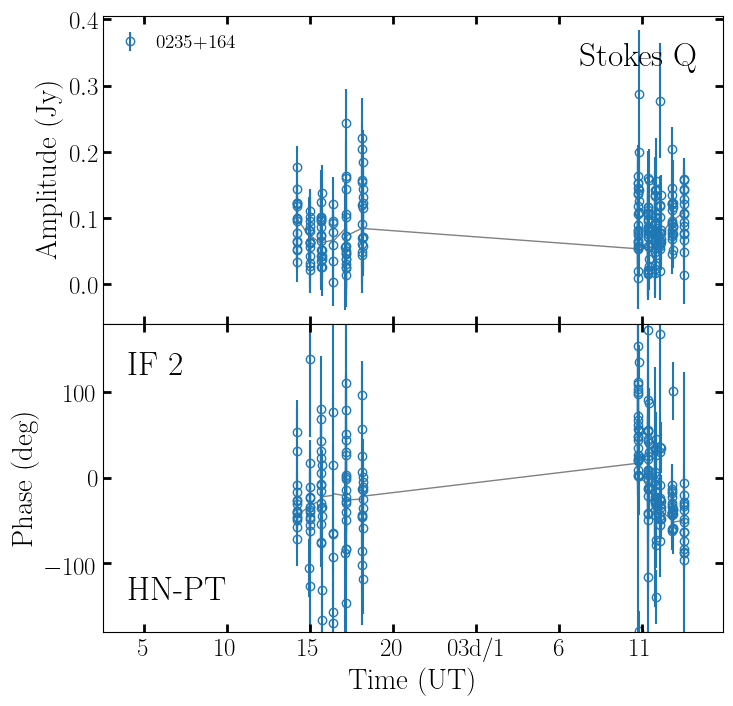 0.4
0235+164
Stokes Q
0.3
0.2
0.1
0.0
Amplitude (Jy)
IF 2
100
0
−100
Phase (deg)
HN-PT
5 10 15 20 03d/1 6 11
Time (UT)